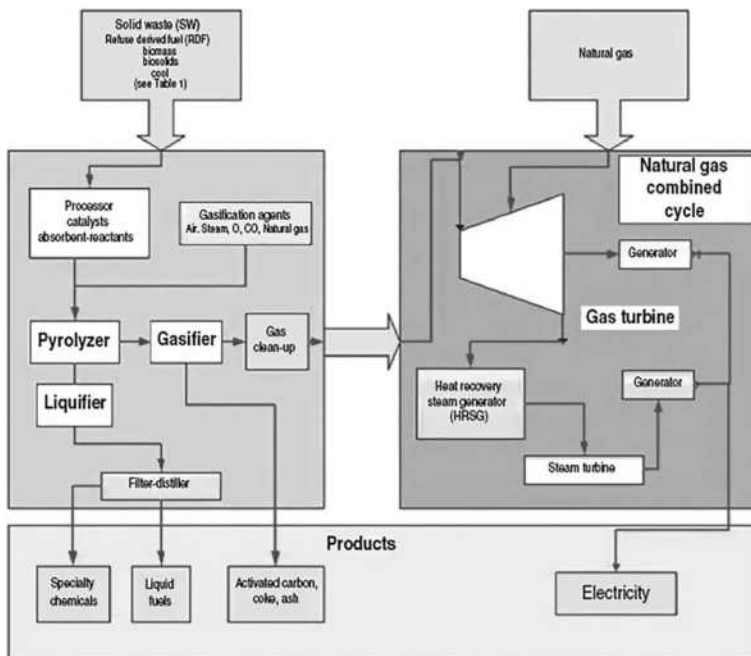 Solid waste (SW)
Refuse derived fuel (RDF)
biomass
biosolids
cool
(see Table 1)
Natural gas
Processor
catalysts
absorbent-reactants
Gasification agents
Air. Steam, O, CO, Natural gas
Pyrolyzer
Gasifier
Gas
clean-up
Liquifier
Filter-distiller
Natural gas
combined
cycle
Generator
Gas turbine
Heat recovery
steam generator
(HRSG)
Generator
Steam turbine
Products
Specialty
chemicals
Liquid
fuels
Activated carbon,
coke, ash
Electricity